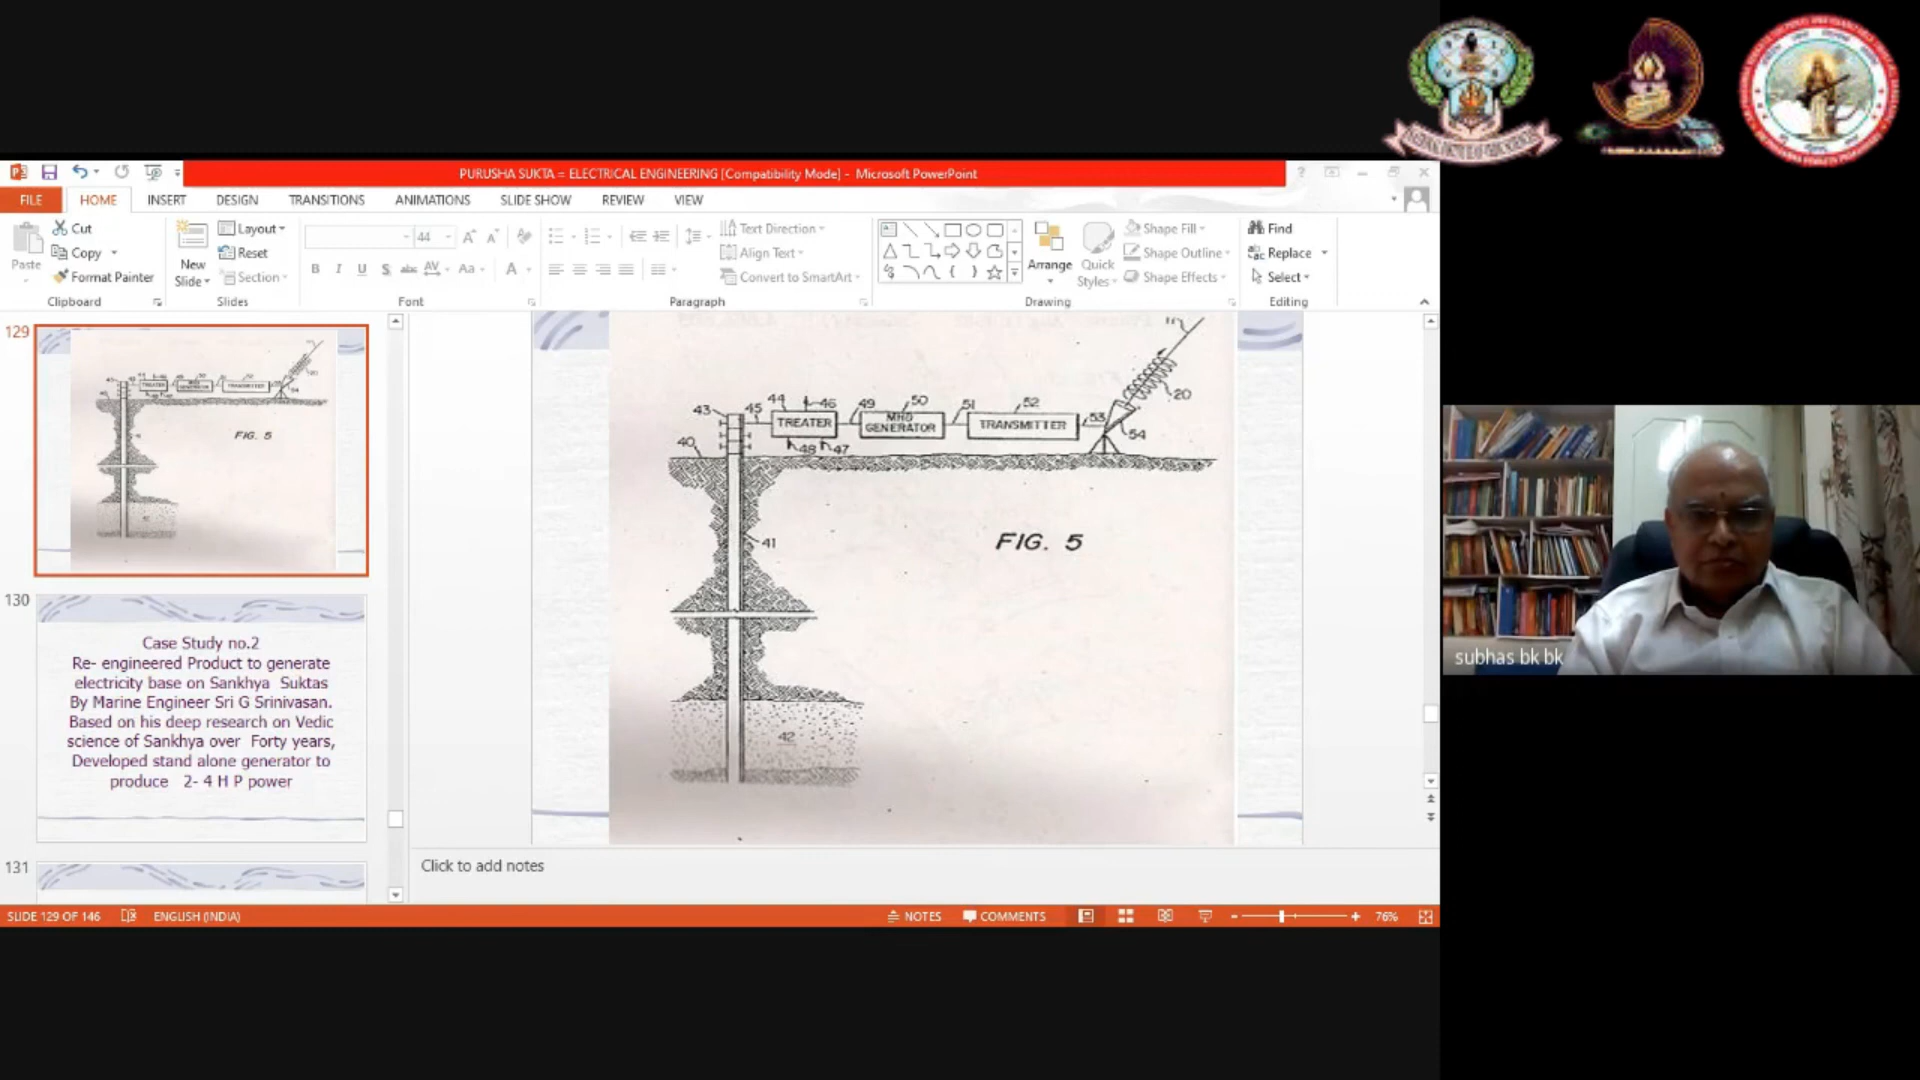 PURUSHA SUKTA = ELECTRICAL ENGINEERING [Compatibility Mode] - Microsoft PowerPoint
FILE HOME INSERT DESIGN TRANSITIONS ANIMATIONS SLIDE SHOW REVIEW VIEW
Paste
Cut
Copy
Format Painter
Clipboard
New
Slide
Layout
Reset
Section
Slides
44
Font
Text Direction
Align Text
Convert to SmartArt
Paragraph
Arrange
Quick
Styles
Shape Fill
Shape Outline
Shape Effects
Drawing
Find
Replace
Select
Editing
129
FIG. 5
130
Case Study no.2
Re- engineered Product to generate
electricity base on Sankhya Suktas
By Marine Engineer Sri G Srinivasan.
Based on his deep research on Vedic
science of Sankhya over Forty years,
Developed stand alone generator to
produce 2- 4 H P power
131
20
43 45 44 46 49 50 51 52 53 54
TREATER
MHD
GENERATOR
TRANSMITTER
40
48 47
41
FIG. 5
42
Click to add notes
subhas bk bk
SLIDE 129 OF 146 ENGLISH (INDIA) NOTES COMMENTS 76%